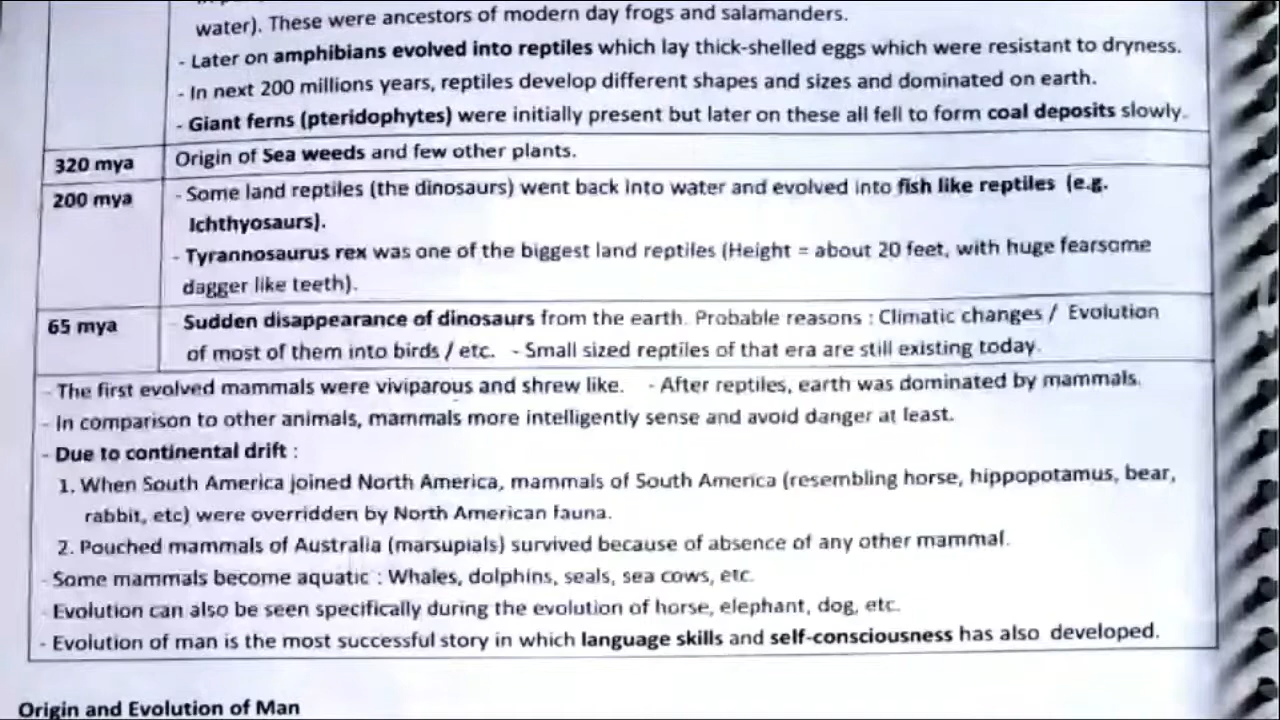 water). These were ancestors of modern day frogs and salamanders.
- Later on amphibians evolved into reptiles which lay thick-shelled eggs which were resistant to dryness.
- In next 200 millions years, reptiles develop different shapes and sizes and dominated on earth.
- Giant ferns (pteridophytes) were initially present but later on these all fell to form coal deposits slowly.
320 mya Origin of Sea weeds and few other plants.
200 mya - Some land reptiles (the dinosaurs) went back into water and evolved into fish like reptiles (e.g.
Ichthyosaurs).
- Tyrannosaurus rex was one of the biggest land reptiles (Height = about 20 feet, with huge fearsome
dagger like teeth).
65 mya - Sudden disappearance of dinosaurs from the earth. Probable reasons : Climatic changes / Evolution
of most of them into birds / etc. - Small sized reptiles of that era are still existing today.
- The first evolved mammals were viviparous and shrew like. - After reptiles, earth was dominated by mammals.
- In comparison to other animals, mammals more intelligently sense and avoid danger at least.
- Due to continental drift :
1. When South America joined North America, mammals of South America (resembling horse, hippopotamus, bear,
rabbit, etc) were overridden by North American fauna.
2. Pouched mammals of Australia (marsupials) survived because of absence of any other mammal.
- Some mammals become aquatic : Whales, dolphins, seals, sea cows, etc.
- Evolution can also be seen specifically during the evolution of horse, elephant, dog, etc.
- Evolution of man is the most successful story in which language skills and self-consciousness has also developed.
Origin and Evolution of Man